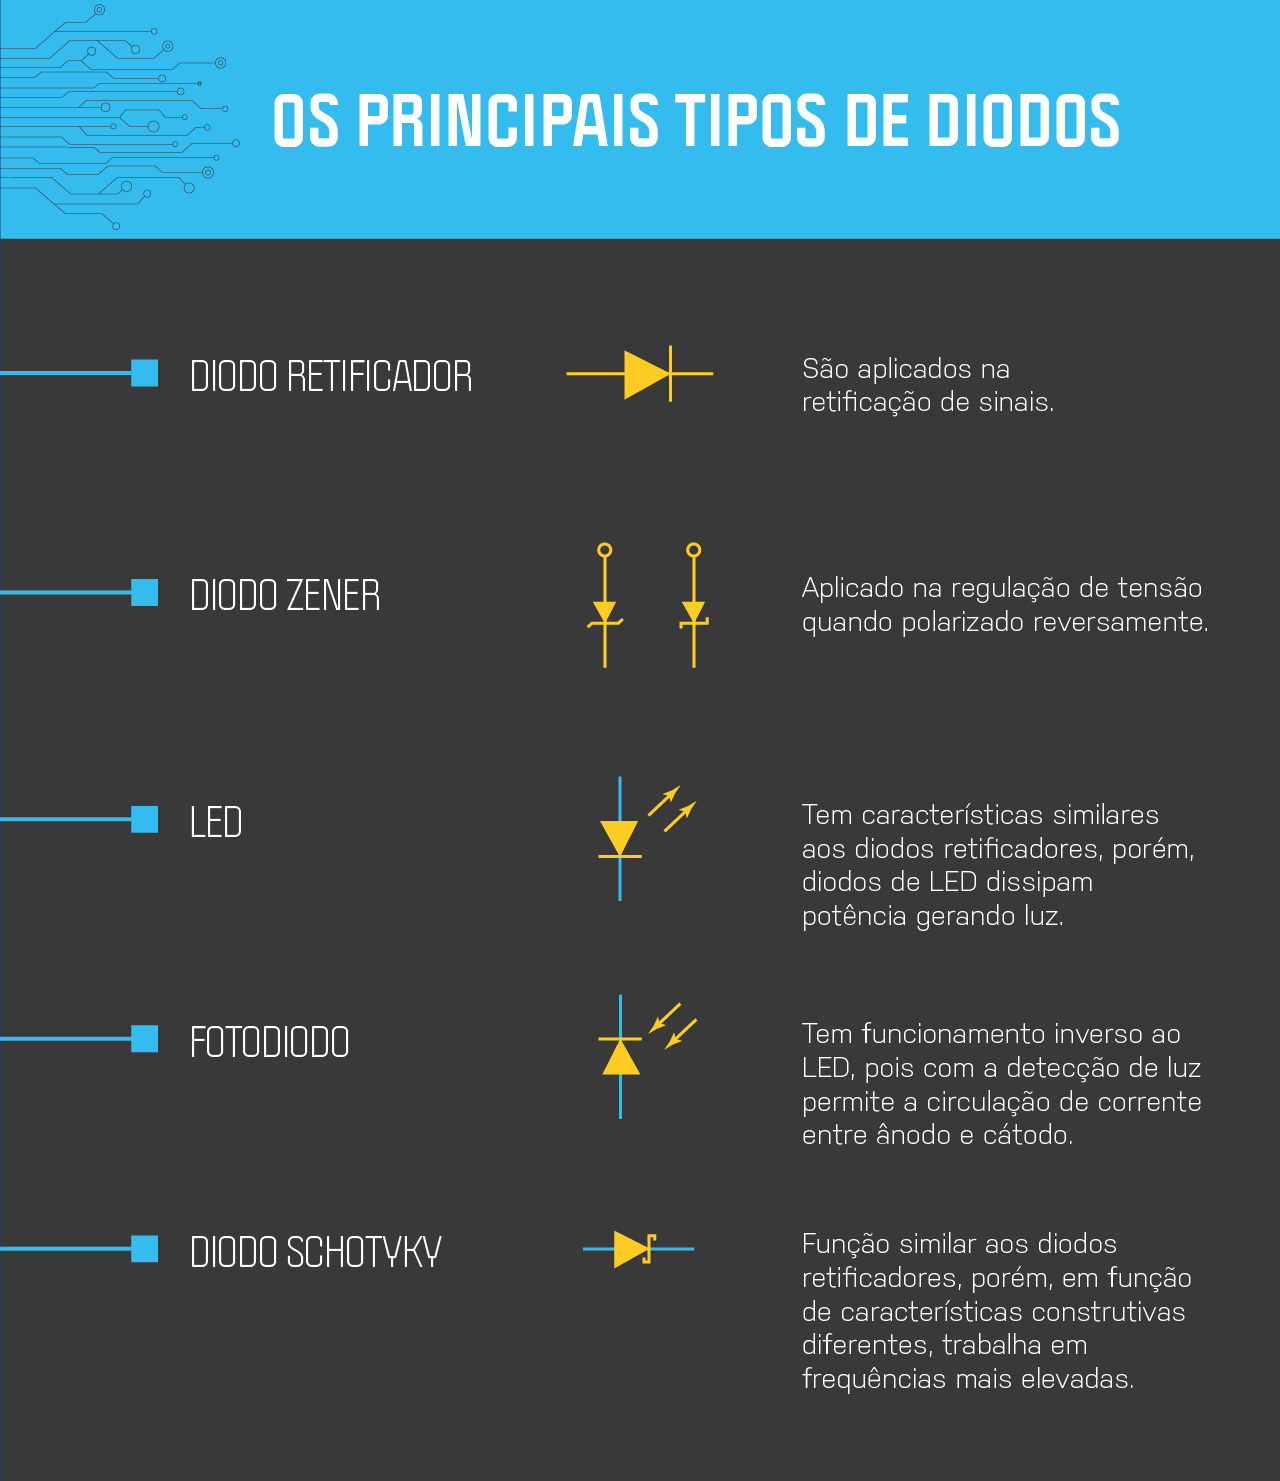 OS PRINCIPAIS TIPOS DE DIODOS
DIODO RETIFICADOR
São aplicados na
retificação de sinais.
DIODO ZENER
Aplicado na regulação de tensão
quando polarizado reversamente.
LED
Tem características similares
aos diodos retificadores, porém,
diodos de LED dissipam
potência gerando luz.
FOTODIODO
Tem funcionamento inverso ao
LED, pois com a detecção de luz
permite a circulação de corrente
entre ânodo e cátodo.
DIODO SCHOTYKY
Função similar aos diodos
retificadores, porém, em função
de características construtivas
diferentes, trabalha em
frequências mais elevadas.